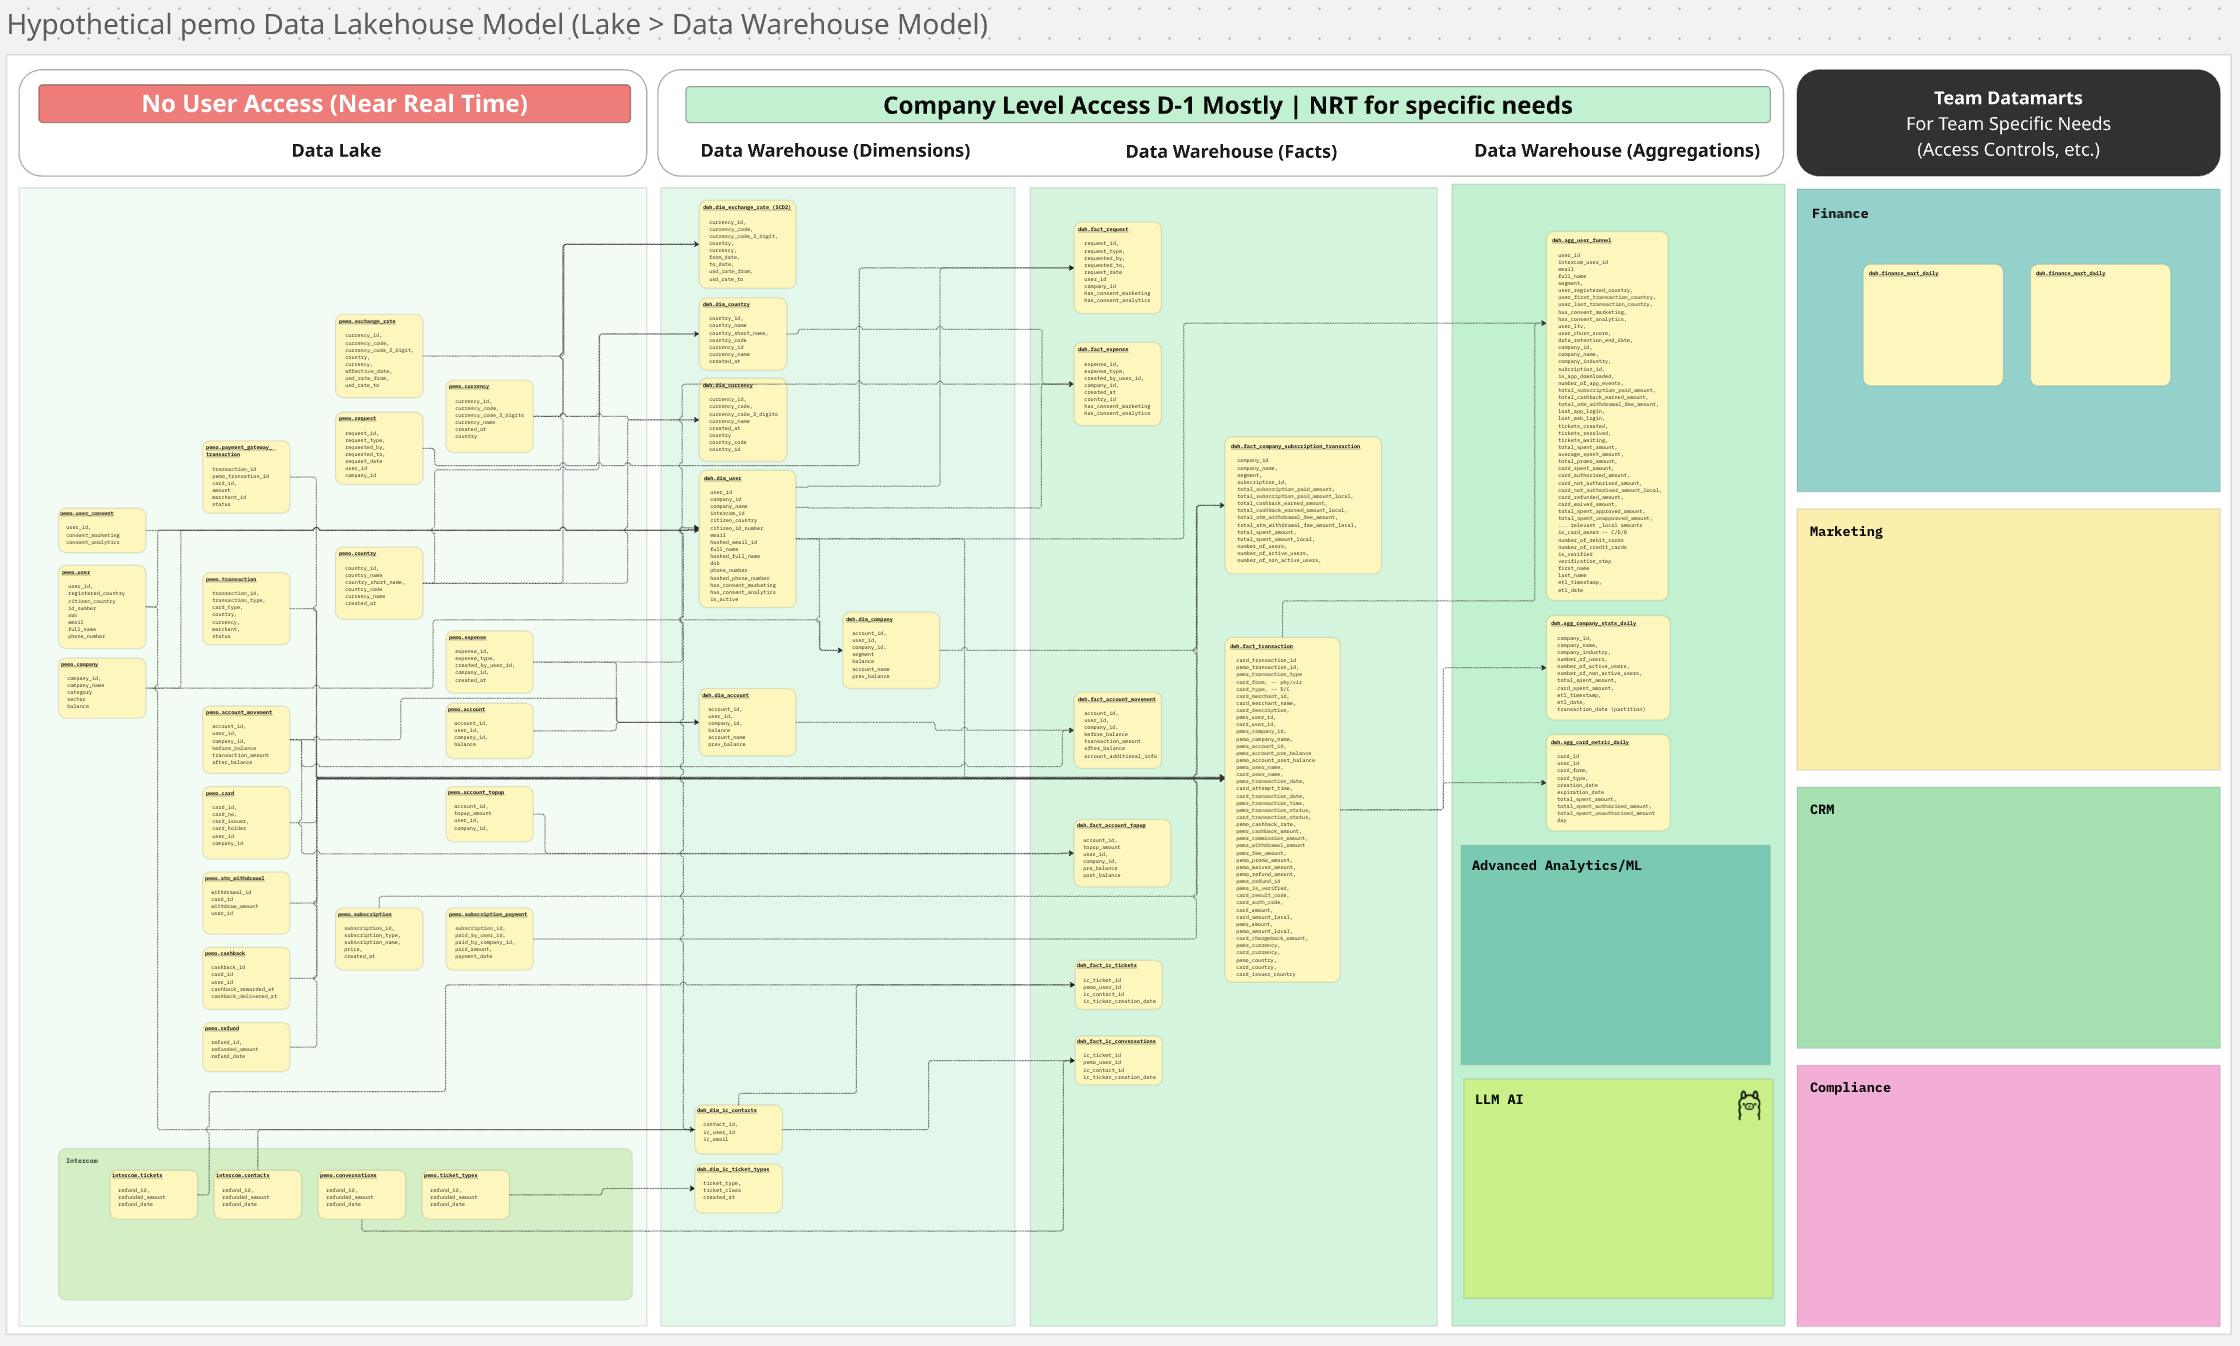 Hypothetical pemo Data Lakehouse Model (Lake > Data Warehouse Model)
No User Access (Near Real Time)
Data Lake
Company Level Access D-1 Mostly | NRT for specific needs
Data Warehouse (Dimensions)
Data Warehouse (Facts)
Data Warehouse (Aggregations)
Team Datamarts
For Team Specific Needs
(Access Controls, etc.)
pemo.user_consent
user_id,
consent_marketing
consent_analytics
pemo.user
user_id,
registered_country
citizen_country
id_number
dob
email
full_name
phone_number
pemo.company
company_id,
company_name
category
sector
balance
pemo.payment_gateway_
transaction
transaction_id
pemo_transation_id
card_id,
amount
merchant_id
status
pemo.transaction
transaction_id,
transaction_type,
card_type,
country,
currency,
merchant,
status
pemo.account_movement
account_id,
user_id,
company_id,
before_balance
transaction_amount
after_balance
pemo.card
card_id,
card_no,
card_issuer,
card_holder
user_id
company_id
pemo.atm_withdrawal
withdrawal_id
card_id
withdraw_amount
user_id
pemo.cashback
cashback_id
card_id
user_id
cashback_rewarded_at
cashback_delivered_at
pemo.refund
refund_id,
refunded_amount
refund_date
pemo.exchange_rate
currency_id,
currency_code,
currency_code_3_digit,
country,
currency,
effective_date,
usd_rate_from,
usd_rate_to
pemo.request
request_id,
request_type,
requested_by,
requested_to,
request_date
user_id
company_id
pemo.country
country_id,
country_name
country_short_name,
country_code
currency_name
created_at
pemo.subscription
subscription_id,
subscription_type,
subscription_name,
price,
created_at
pemo.currency
currency_id,
currency_code,
currency_code_3_digits
currency_name
created_at
country
pemo.expense
expense_id,
expense_type,
created_by_user_id,
company_id,
created_at
pemo.account
account_id,
user_id,
company_id,
balance
pemo.account_topup
account_id,
topup_amount
user_id,
company_id,
pemo.subscription_payment
subscription_id,
paid_by_user_id,
paid_by_company_id,
paid_amount,
payment_date
Intercom
intercom.tickets
refund_id,
refunded_amount
refund_date
intercom.contacts
refund_id,
refunded_amount
refund_date
pemo.conversations
refund_id,
refunded_amount
refund_date
pemo.ticket_types
refund_id,
refunded_amount
refund_date
dwh.dim_exchange_rate (SCD2)
currency_id,
currency_code,
currency_code_3_digit,
country,
currency,
from_date,
to_date,
usd_rate_from,
usd_rate_to
dwh.dim_country
country_id,
country_name
country_short_name,
country_code
currency_id
currency_name
created_at
dwh.dim_currency
currency_id,
currency_code,
currency_code_3_digits
currency_name
created_at
country
country_code
country_id
dwh.dim_user
user_id
company_id
company_name
intercom_id
citizen_country
citizen_id_number
email
hashed_email_id
full_name
hashed_full_name
dob
phone_number
hashed_phone_number
has_consent_marketing
has_consent_analytics
is_active
dwh.dim_company
account_id,
user_id,
company_id,
segment
balance
account_name
prev_balance
dwh.dim_account
account_id,
user_id,
company_id,
balance
account_name
prev_balance
dwh_dim_ic_contacts
contact_id,
ic_user_id
ic_email
dwh.dim_ic_ticket_types
ticket_type,
ticket_class
created_at
dwh.fact_request
request_id,
request_type,
requested_by,
requested_to,
request_date
user_id
company_id
has_consent_marketing
has_consent_analytics
dwh.fact_expense
expense_id,
expense_type,
created_by_user_id,
company_id,
created_at
country_id
has_consent_marketing
has_consent_analytics
dwh.fact_company_subscription_transaction
company_id
company_name,
segment,
subscription_id,
total_subscription_paid_amount,
total_subscription_paid_amount_local,
total_cashback_earned_amount,
total_cashback_earned_amount_local,
total_atm_withdrawal_fee_amount,
total_atm_withdrawal_fee_amount_local,
total_spent_amount,
total_spent_amount_local,
number_of_users,
number_of_active_users,
number_of_non_active_users,
dwh.fact_account_movement
account_id,
user_id,
company_id,
before_balance
transaction_amount
after_balance
account_additional_info
dwh.fact_account_topup
account_id,
topup_amount
user_id,
company_id,
pre_balance
post_balance
dwh_fact_ic_tickets
ic_ticket_id
pemo_user_id
ic_contact_id
ic_ticker_creation_date
dwh_fact_ic_conversations
ic_ticket_id
pemo_user_id
ic_contact_id
ic_ticker_creation_date
dwh.fact_transaction
card_transaction_id
pemo_transaction_id,
pemo_transaction_type
card_form, -- phy/vir
card_type, -- D/C
card_merchant_id,
card_merchant_name,
card_description,
pemo_user_id,
card_user_id,
pemo_company_id,
pemo_company_name,
pemo_account_id,
pemo_account_pre_balance
pemo_account_post_balance
pemo_user_name,
card_user_name,
pemo_transaction_date,
card_attempt_time,
card_transaction_date,
pemo_transaction_time,
pemo_transaction_status,
card_transaction_status,
pemo_cashback_rate,
pemo_cashback_amount,
pemo_commission_amount,
pemo_withdrawal_amount
pemo_fee_amount,
pemo_promo_amount,
pemo_waiver_amount,
pemo_refund_amount,
pemo_refund_id
pemo_is_verified,
card_result_code,
card_auth_code,
card_amount,
card_amount_local,
pemo_amount,
pemo_amount_local,
card_chargeback_amount,
pemo_currency,
card_currency,
pemo_country,
card_country,
card_issuer_country
dwh.agg_user_funnel
user_id
intercom_user_id
email
full_name
segment,
user_registered_country,
user_first_transaction_country,
user_last_transaction_country,
has_consent_marketing,
has_consent_analytics,
user_ltv,
user_churn_score,
data_retention_end_date,
company_id,
company_name,
company_industry,
subcription_id,
is_app_downloaded,
number_of_app_events,
total_subscription_paid_amount,
total_cashback_earned_amount,
total_atm_withdrawal_fee_amount,
last_app_login,
last_web_login,
tickets_created,
tickets_resolved,
tickets_waiting,
total_spent_amount,
average_spent_amount,
total_promo_amount,
card_spent_amount,
card_authorised_amount,
card_not_authorised_amount,
card_not_authorised_amount_local,
card_refunded_amount,
card_waived_amount,
total_spent_approved_amount,
total_spent_unapproved_amount,
... relevant _local amounts
is_card_owner -- C/D/0
number_of_debit_cards
number_of_credit_cards
is_verified
verification_step
first_name
last_name
etl_timestamp,
etl_date
dwh.agg_company_stats_daily
company_id,
company_name,
company_industry,
number_of_users,
number_of_active_users,
number_of_non_active_users,
total_spent_amount,
card_spent_amount,
etl_timestamp,
etl_date,
transaction_date (partition)
dwh.agg_card_metric_daily
card_id
user_id
card_form,
card_type,
creation_date
expiration_date
total_spent_amount,
total_spent_authorised_amount,
total_spent_unauthorised_amount
day
Advanced Analytics/ML
LLM AI
Finance
dwh.finance_mart_daily
dwh.finance_mart_daily
Marketing
CRM
Compliance